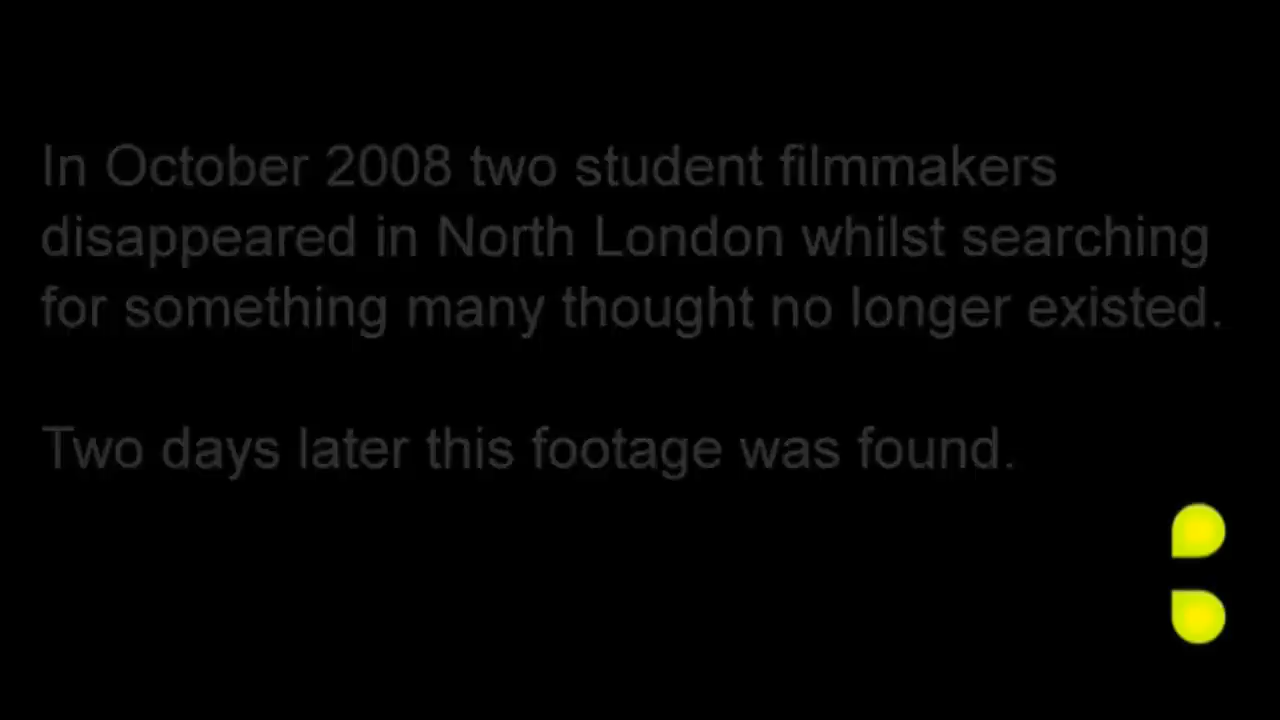 In October 2008 two student filmmakers
disappeared in North London whilst searching
for something many thought no longer existed.
Two days later this footage was found.